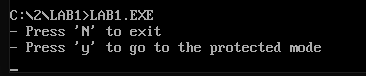 C:\2\LAB1>LAB1.EXE
- Press 'N' to exit
- Press 'y' to go to the protected mode